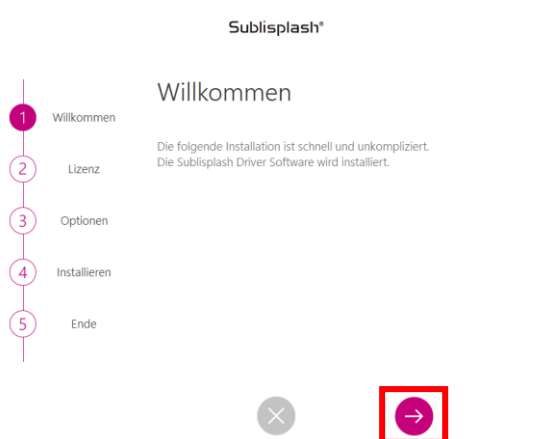 Sublisplash®
Willkommen
1 Willkommen
Die folgende Installation ist schnell und unkompliziert.
Die Sublisplash Driver Software wird installiert.
2 Lizenz
3 Optionen
4 Installieren
5 Ende